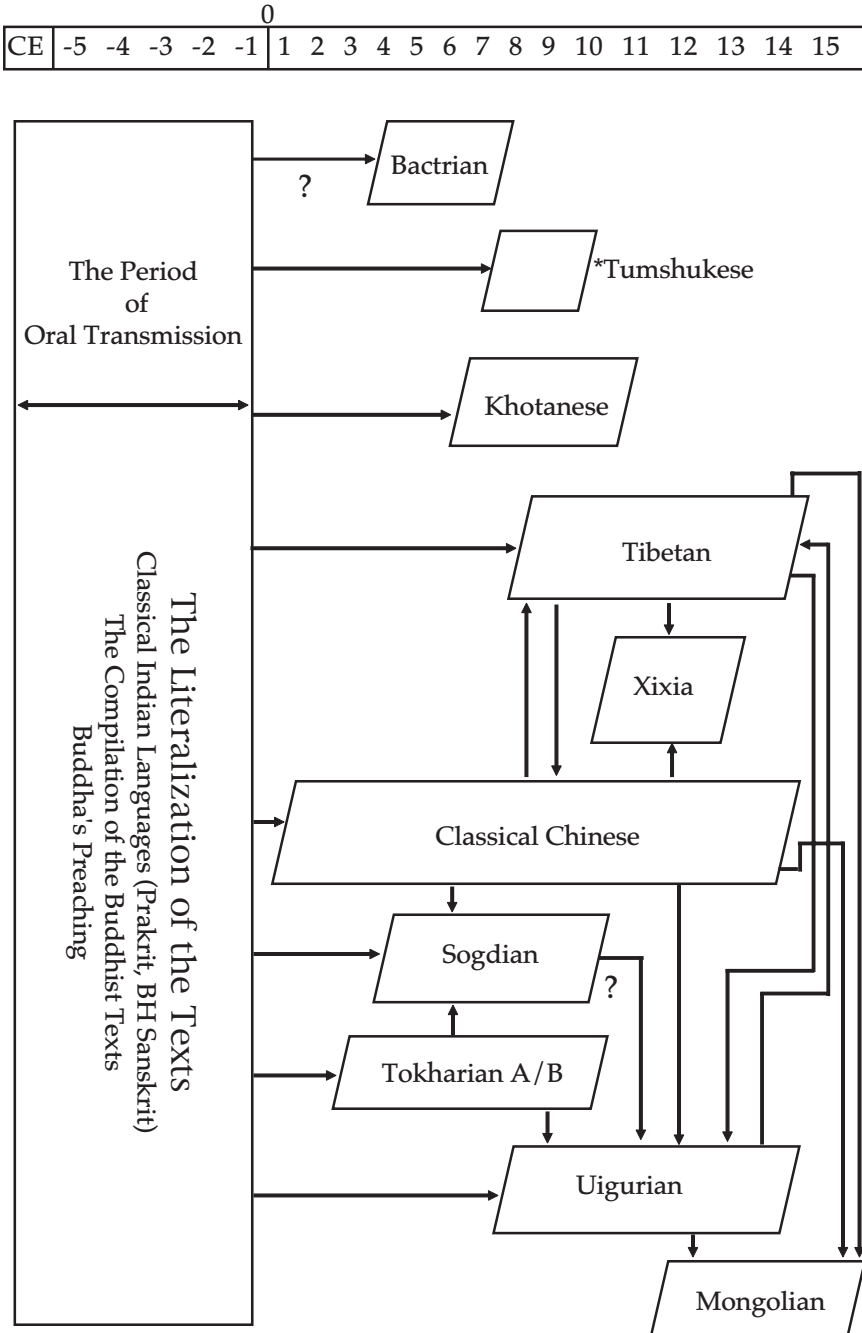 0
CE -5 -4 -3 -2 -1 1 2 3 4 5 6 7 8 9 10 11 12 13 14 15
Bactrian
?
*Tumshukese
The Period
of
Oral Transmission
Khotanese
Tibetan
Xixia
The Literalization of the Texts
Classical Indian Languages (Prakrit, BH Sanskrit)
The Compilation of the Buddhist Texts
Buddha's Preaching
Classical Chinese
Sogdian
?
Tokharian A/B
Uigurian
Mongolian